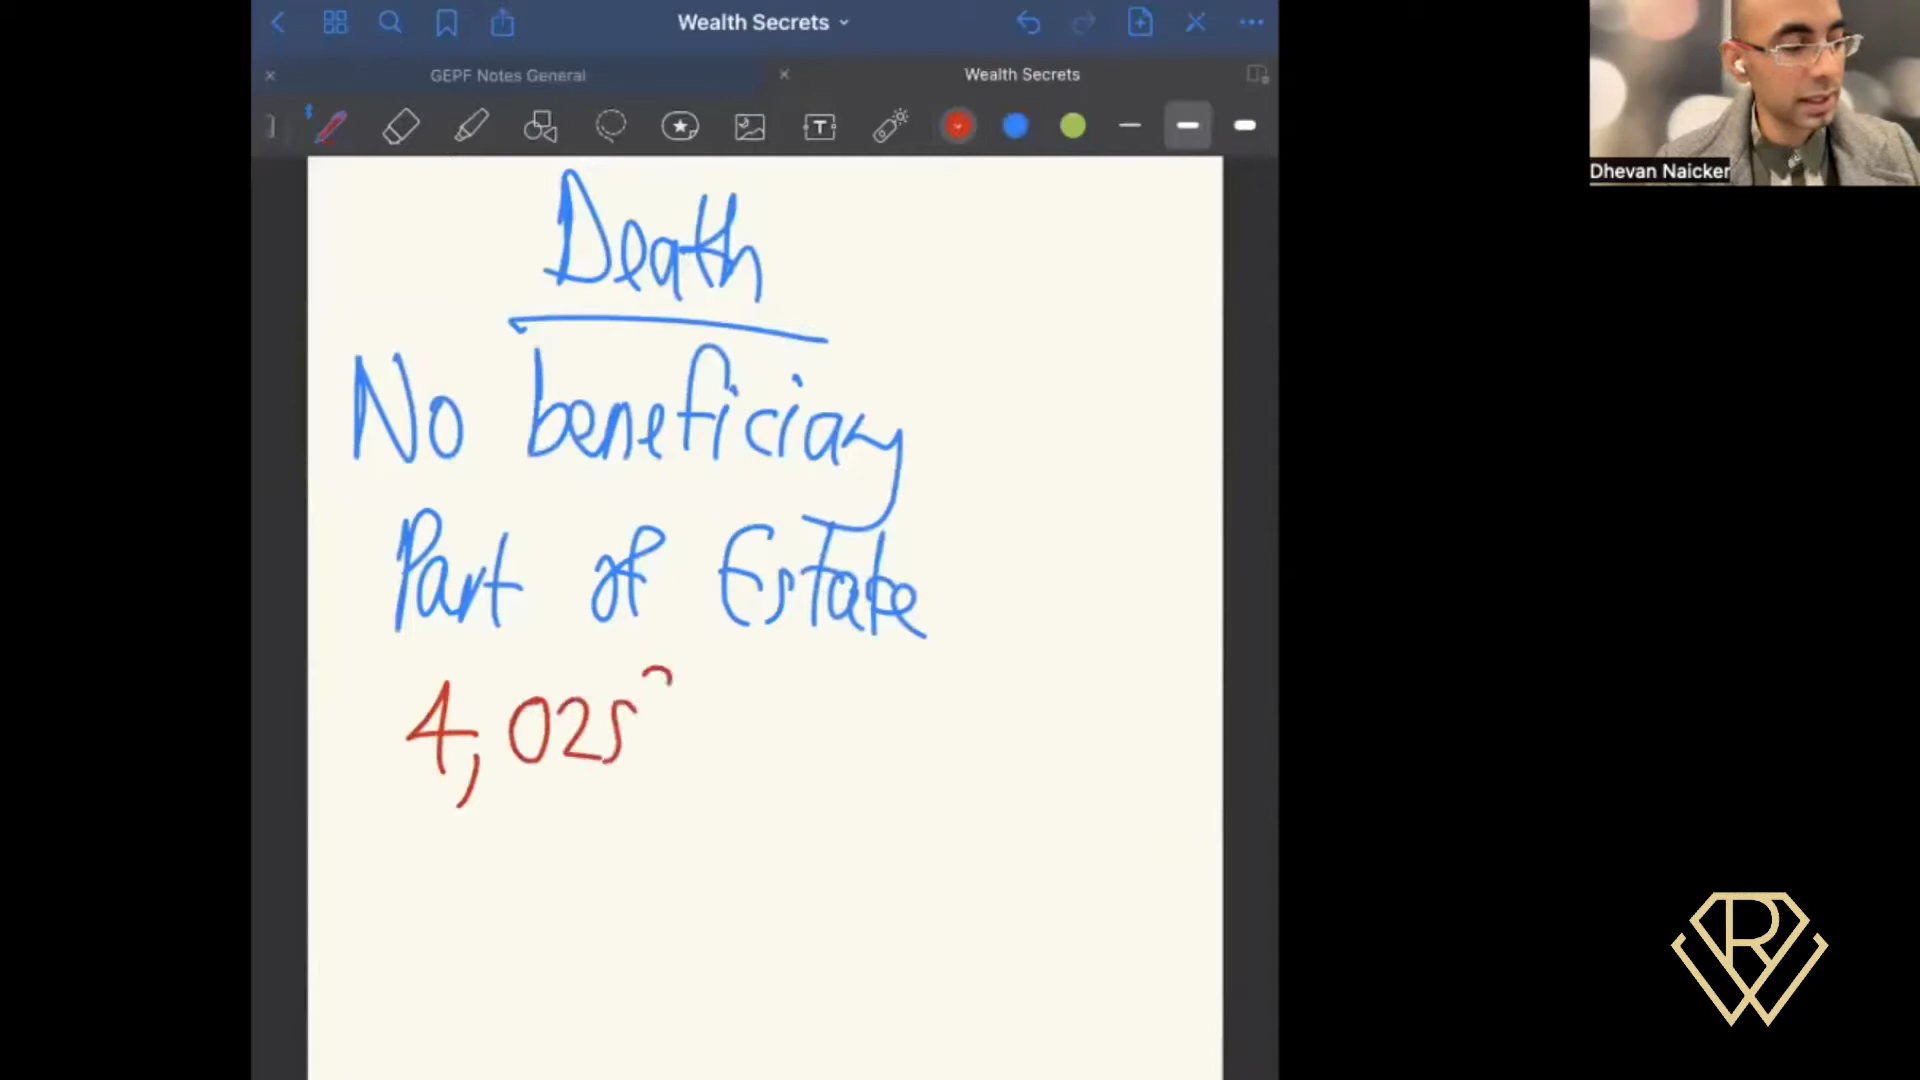 Wealth Secrets
GEPF Notes General
Wealth Secrets
Dhevan Naicker
Death
No beneficiary
Part of Estate
4,025